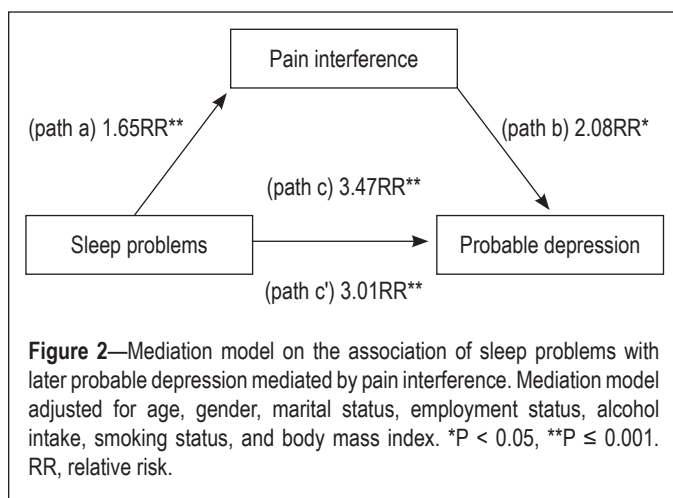 Pain interference
(path a) 1.65RR**
(path b) 2.08RR*
(path c) 3.47RR**
Sleep problems
Probable depression
(path c') 3.01RR**
Figure 2—Mediation model on the association of sleep problems with
later probable depression mediated by pain interference. Mediation model
adjusted for age, gender, marital status, employment status, alcohol
intake, smoking status, and body mass index. *P < 0.05, **P ≤ 0.001.
RR, relative risk.